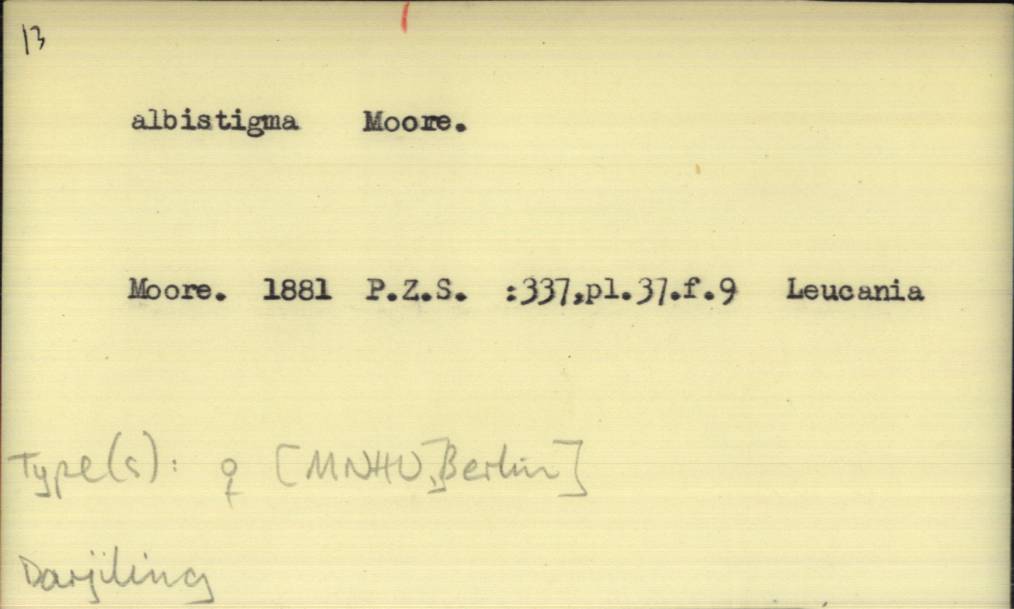 13
albistigma Moore.
Moore. 1881 P.Z.S. :337,pl.37.f.9 Leucania
Type(s): ♀ [MNHU,]Berlin]
Darjiling